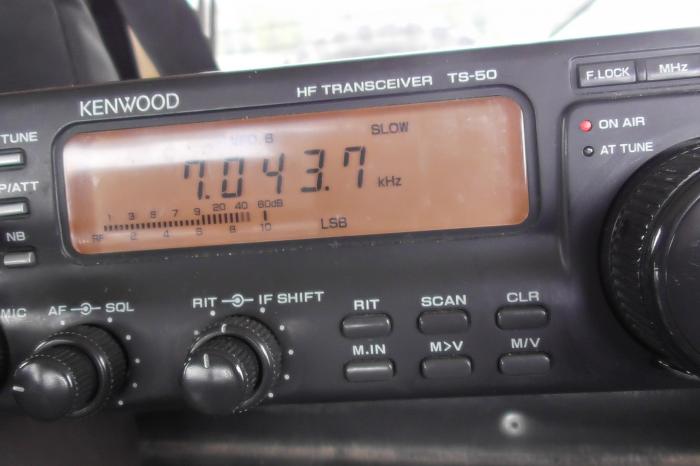 KENWOOD
HF TRANSCEIVER TS-50
F.LOCK MHz
TUNE
P/ATT
NB
MIC
VFO B SLOW
7.043.7 kHz
1 3 5 7 9 20 40 60dB
RF 2 4 6 8 10
LSB
ON AIR
AT TUNE
AF SQL
RIT IF SHIFT
RIT SCAN CLR
M.IN M>V M/V